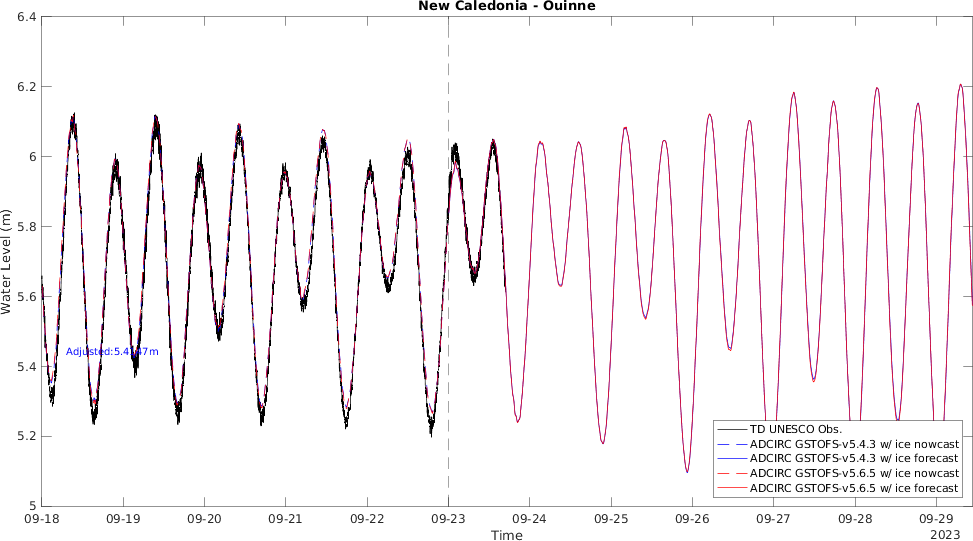 New Caledonia - Ouinne
6.4
6.2
6
5.8
5.6
5.4
5.2
5
Water Level (m)
TD UNESCO Obs.
ADCIRC GSTOFS-v5.4.3 w/ ice nowcast
ADCIRC GSTOFS-v5.4.3 w/ ice forecast
ADCIRC GSTOFS-v5.6.5 w/ ice nowcast
ADCIRC GSTOFS-v5.6.5 w/ ice forecast
09-18 09-19 09-20 09-21 09-22 09-23 09-24 09-25 09-26 09-27 09-28 09-29
Time
2023